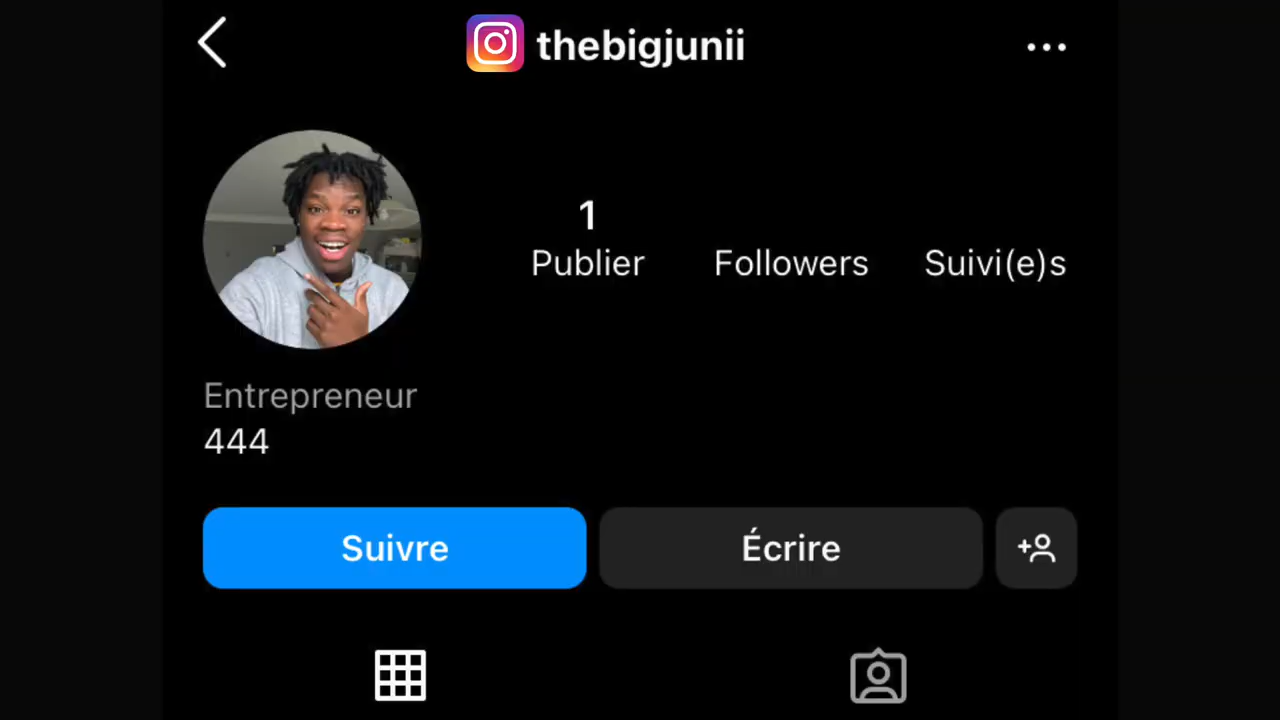 thebigjunii
1
Publier Followers Suivi(e)s
Entrepreneur
444
Suivre Écrire